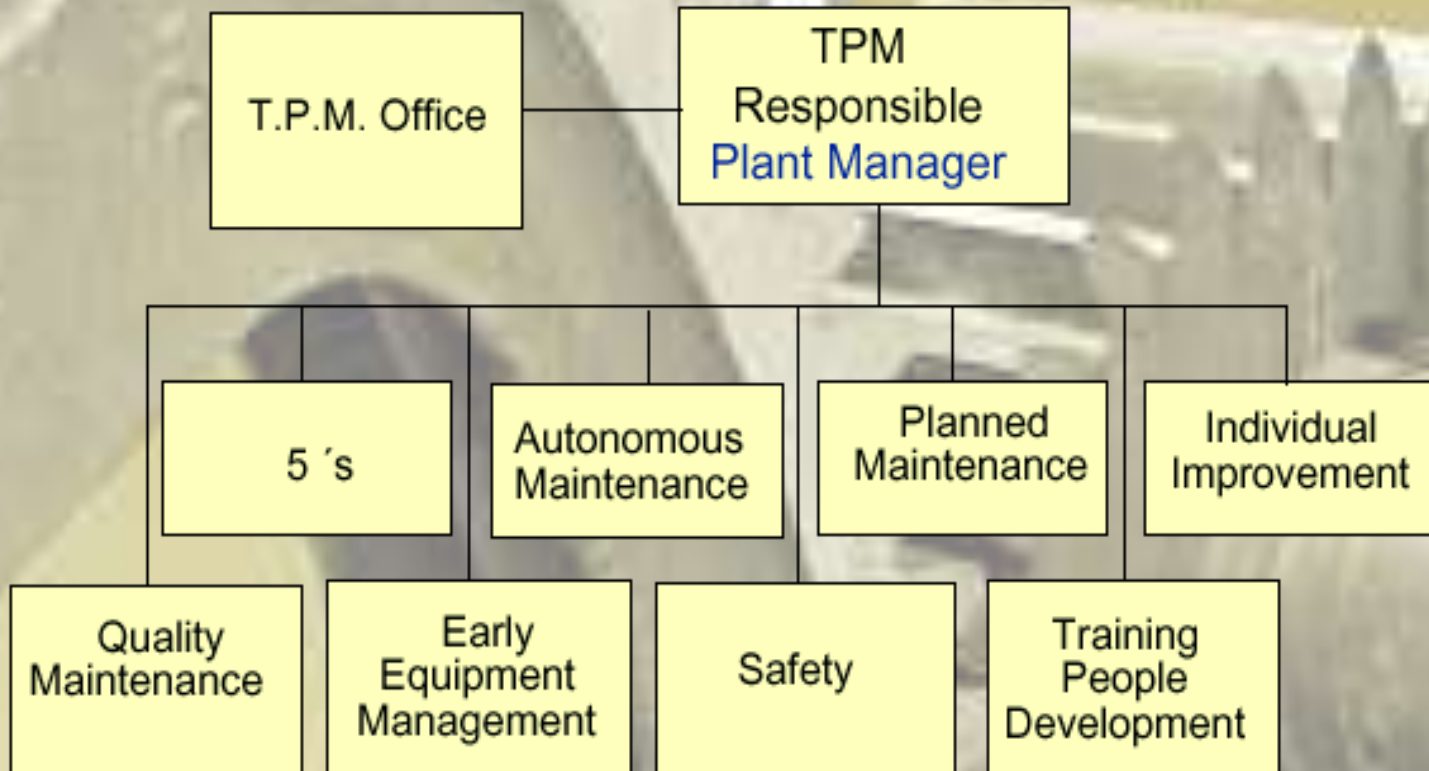 T.P.M. Office
TPM
Responsible
Plant Manager
5 ´s
Autonomous
Maintenance
Planned
Maintenance
Individual
Improvement
Quality
Maintenance
Early
Equipment
Management
Safety
Training
People
Development